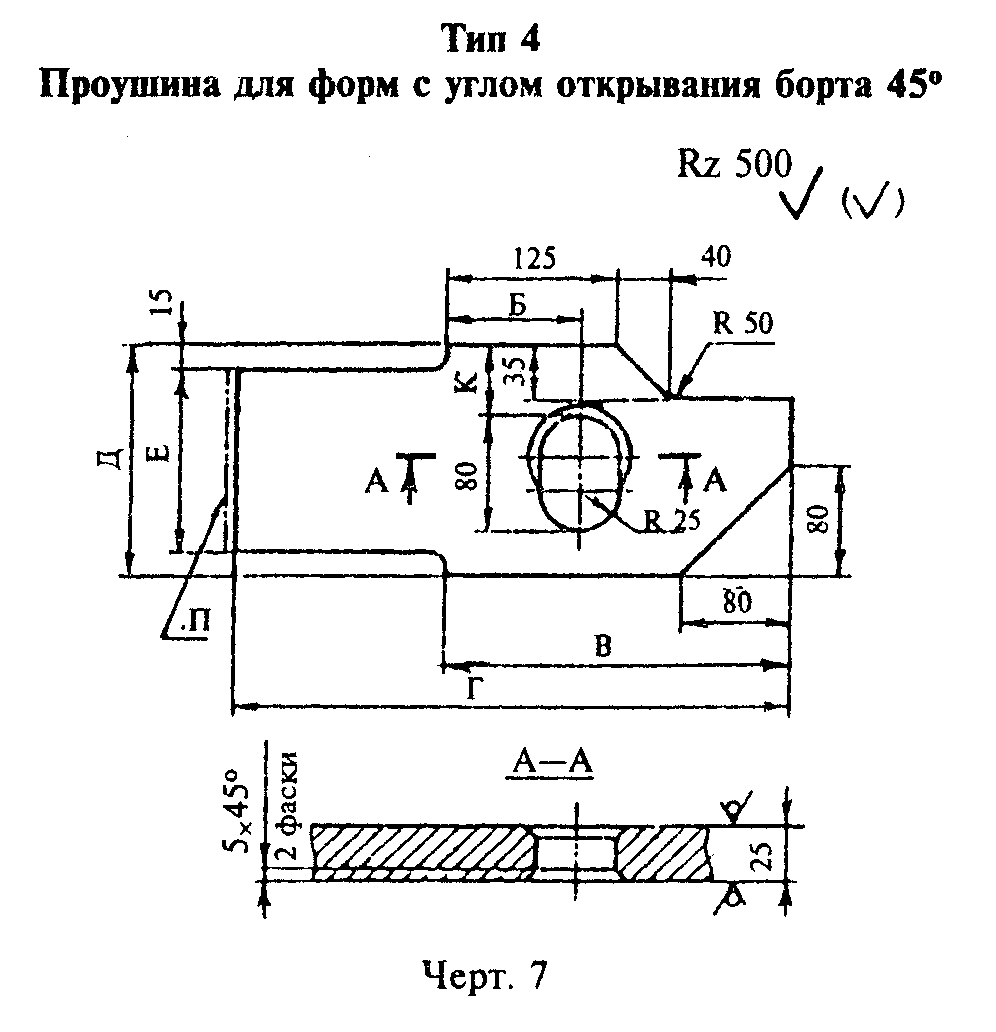 Тип 4
Проушина для форм с углом открывания борта 45°
Rz 500
(√)
125
40
15
Б
R 50
К
35
Д
Е
80
А
А
R 25
80
80
.П
В
Г
А—А
5×45°
2 фаски
25
Черт. 7